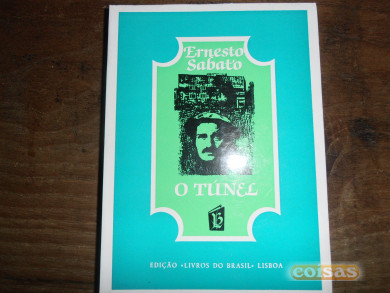 Ernesto
Sabato
O TÚNEL
EDIÇÃO «LIVROS DO BRASIL» LISBOA
coisas